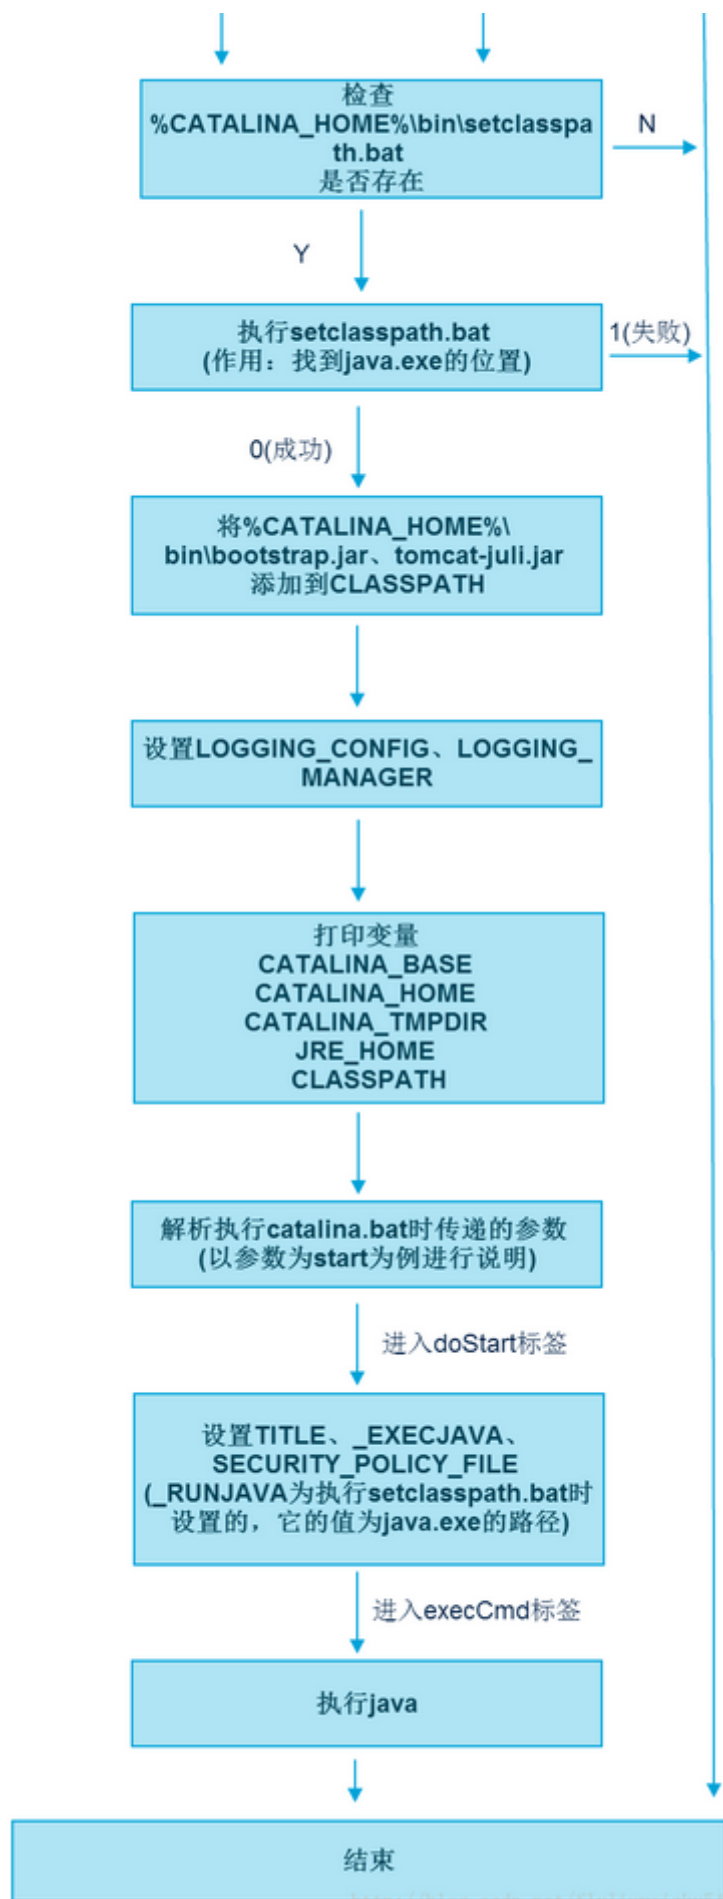 检查
%CATALINA_HOME%\bin\setclasspa
th.bat
是否存在
N
Y
执行setclasspath.bat
(作用：找到java.exe的位置)
1(失败)
0(成功)
将%CATALINA_HOME%\
bin\bootstrap.jar、tomcat-juli.jar
添加到CLASSPATH
设置LOGGING_CONFIG、LOGGING_
MANAGER
打印变量
CATALINA_BASE
CATALINA_HOME
CATALINA_TMPDIR
JRE_HOME
CLASSPATH
解析执行catalina.bat时传递的参数
(以参数为start为例进行说明)
进入doStart标签
设置TITLE、_EXECJAVA、
SECURITY_POLICY_FILE
(_RUNJAVA为执行setclasspath.bat时
设置的，它的值为java.exe的路径)
进入execCmd标签
执行java
结束